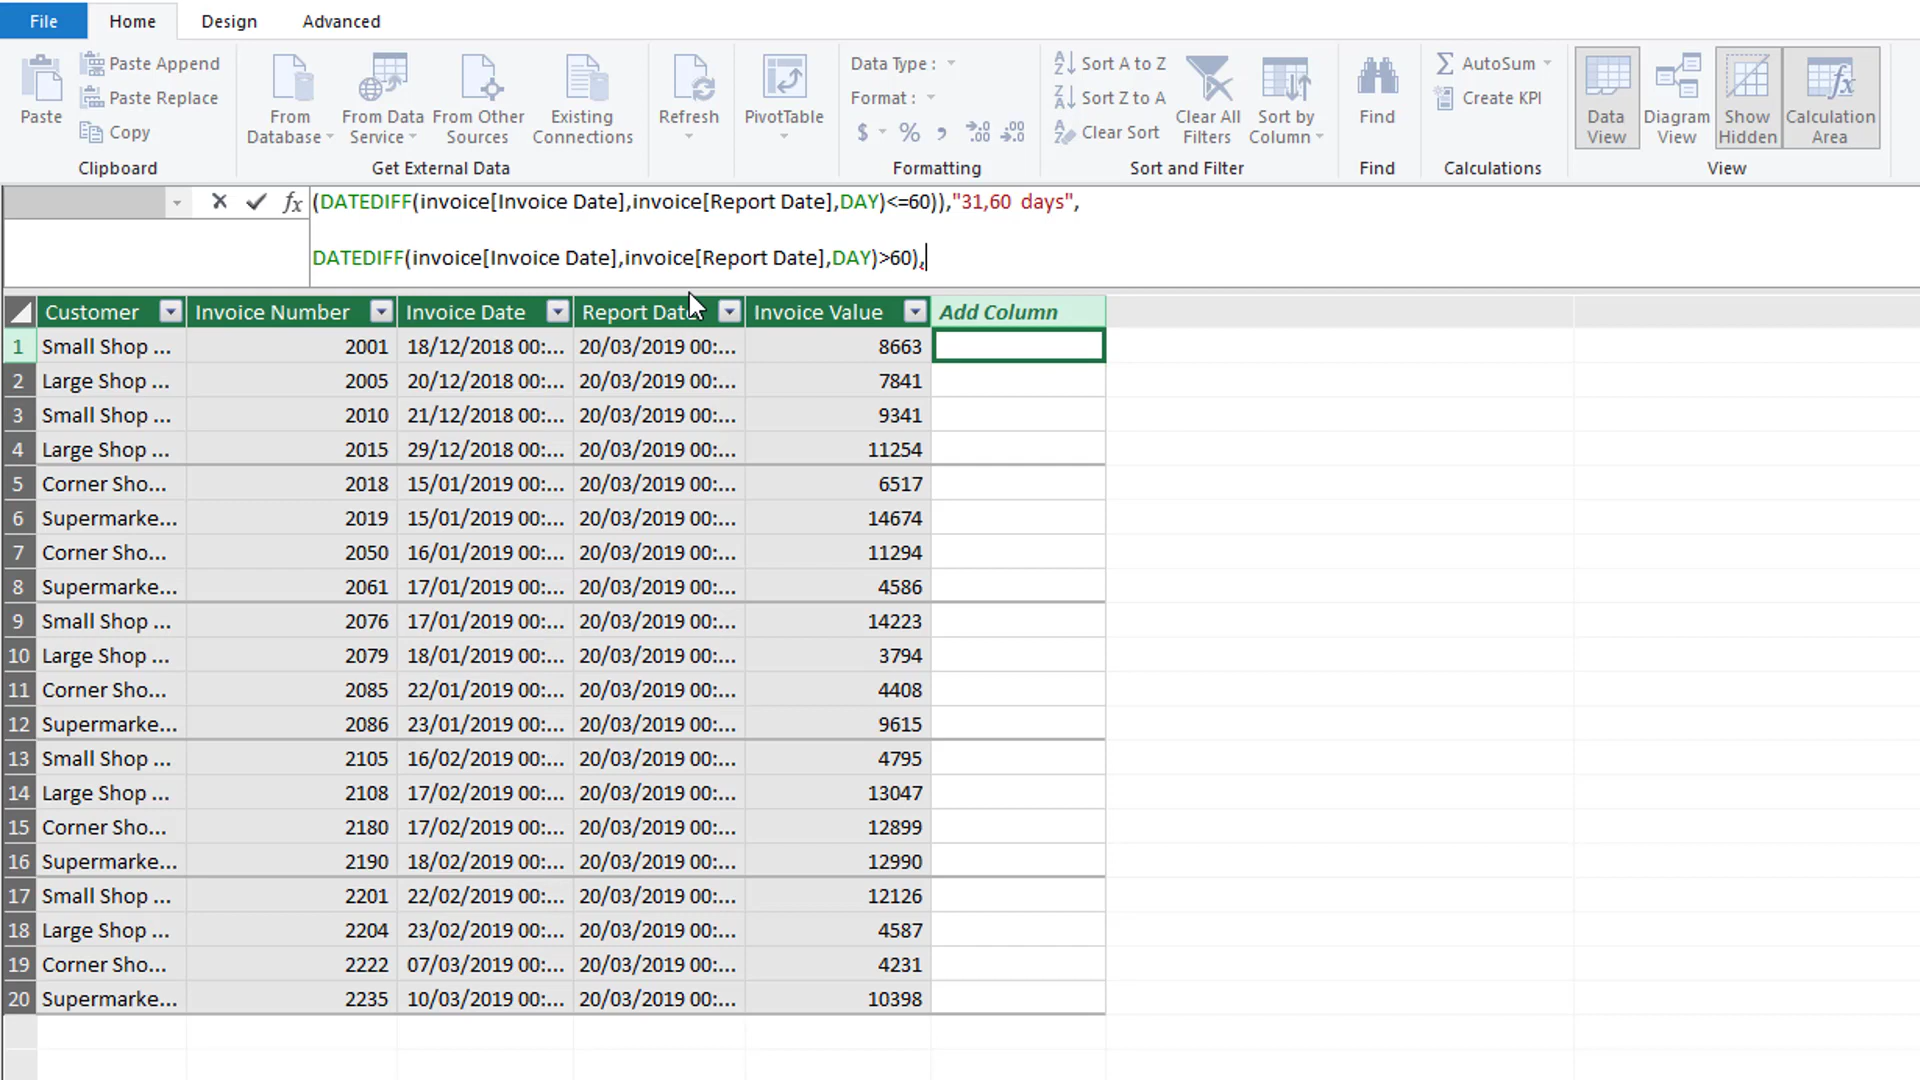 File Home Design Advanced
Paste
Paste Append
Paste Replace
Copy
Clipboard
From Database
From Data Service
From Other Sources
Existing Connections
Get External Data
Refresh
PivotTable
Data Type :
Format :
$ % ,
Formatting
Sort A to Z
Sort Z to A
Clear Sort
Clear All Filters
Sort by Column
Sort and Filter
Find
Find
AutoSum
Create KPI
Calculations
Data View
Diagram View
Show Hidden
Calculation Area
View
fx (DATEDIFF(invoice[Invoice Date],invoice[Report Date],DAY)<=60)),"31,60 days",
DATEDIFF(invoice[Invoice Date],invoice[Report Date],DAY)>60),
Customer Invoice Number Invoice Date Report Date Invoice Value Add Column
1 Small Shop ... 2001 18/12/2018 00:... 20/03/2019 00:... 8663
2 Large Shop ... 2005 20/12/2018 00:... 20/03/2019 00:... 7841
3 Small Shop ... 2010 21/12/2018 00:... 20/03/2019 00:... 9341
4 Large Shop ... 2015 29/12/2018 00:... 20/03/2019 00:... 11254
5 Corner Sho... 2018 15/01/2019 00:... 20/03/2019 00:... 6517
6 Supermarke... 2019 15/01/2019 00:... 20/03/2019 00:... 14674
7 Corner Sho... 2050 16/01/2019 00:... 20/03/2019 00:... 11294
8 Supermarke... 2061 17/01/2019 00:... 20/03/2019 00:... 4586
9 Small Shop ... 2076 17/01/2019 00:... 20/03/2019 00:... 14223
10 Large Shop ... 2079 18/01/2019 00:... 20/03/2019 00:... 3794
11 Corner Sho... 2085 22/01/2019 00:... 20/03/2019 00:... 4408
12 Supermarke... 2086 23/01/2019 00:... 20/03/2019 00:... 9615
13 Small Shop ... 2105 16/02/2019 00:... 20/03/2019 00:... 4795
14 Large Shop ... 2108 17/02/2019 00:... 20/03/2019 00:... 13047
15 Corner Sho... 2180 17/02/2019 00:... 20/03/2019 00:... 12899
16 Supermarke... 2190 18/02/2019 00:... 20/03/2019 00:... 12990
17 Small Shop ... 2201 22/02/2019 00:... 20/03/2019 00:... 12126
18 Large Shop ... 2204 23/02/2019 00:... 20/03/2019 00:... 4587
19 Corner Sho... 2222 07/03/2019 00:... 20/03/2019 00:... 4231
20 Supermarke... 2235 10/03/2019 00:... 20/03/2019 00:... 10398